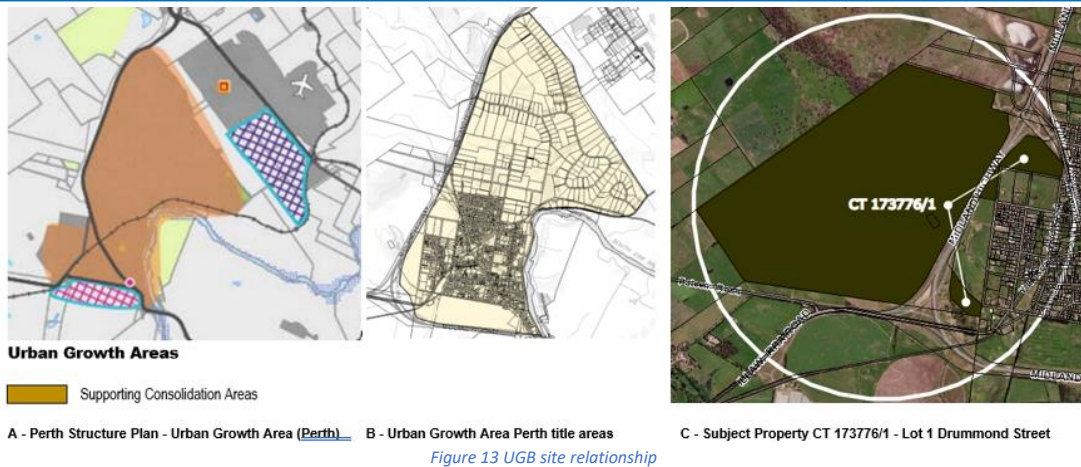 MIDLAND HIGHWAY
CT 173776/1
Urban Growth Areas
Supporting Consolidation Areas
A - Perth Structure Plan - Urban Growth Area (Perth)
B - Urban Growth Area Perth title areas
C - Subject Property CT 173776/1 - Lot 1 Drummond Street
Figure 13 UGB site relationship